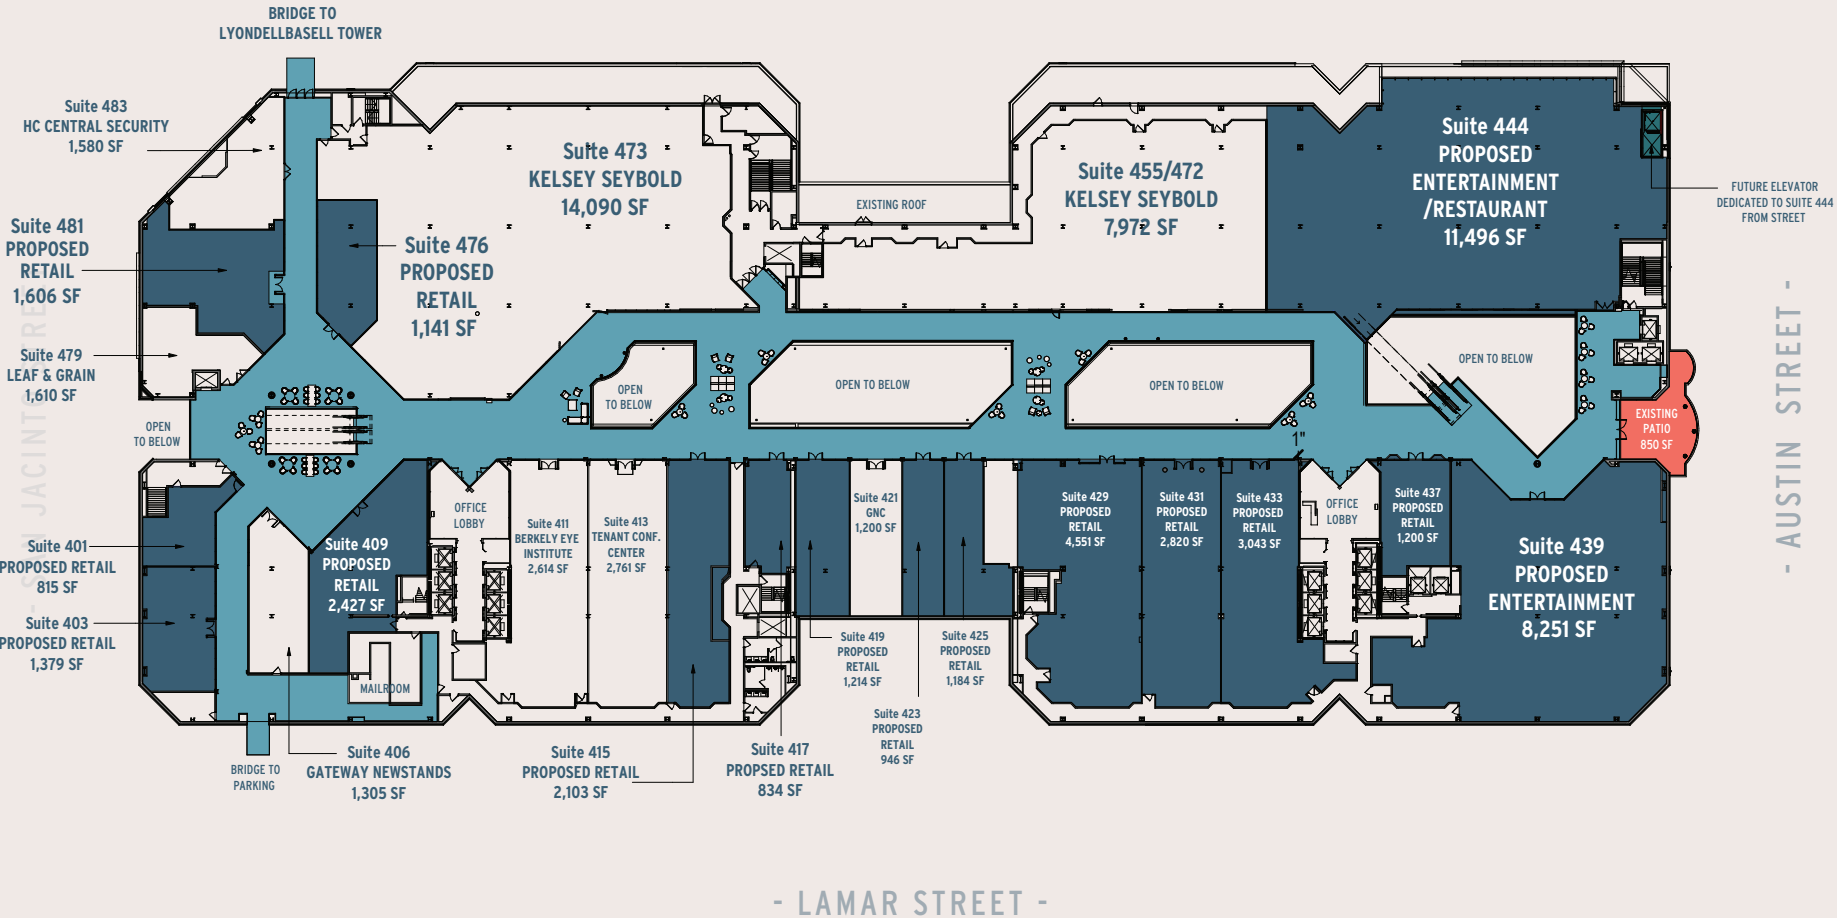 BRIDGE TO
LYONDELLBASELL TOWER
Suite 483
HC CENTRAL SECURITY
1,580 SF
Suite 481
PROPOSED
RETAIL
1,606 SF
Suite 479
LEAF & GRAIN
1,610 SF
OPEN
TO BELOW
- SAN JACINTO STREET
Suite 476
PROPOSED
RETAIL
1,141 SF
Suite 473
KELSEY SEYBOLD
14,090 SF
EXISTING ROOF
Suite 455/472
KELSEY SEYBOLD
7,972 SF
Suite 444
PROPOSED
ENTERTAINMENT
/RESTAURANT
11,496 SF
FUTURE ELEVATOR
DEDICATED TO SUITE 444
FROM STREET
OPEN
TO BELOW
OPEN TO BELOW
OPEN TO BELOW
OPEN TO BELOW
EXISTING
PATIO
850 SF
- AUSTIN STREET -
1"
Suite 401
PROPOSED RETAIL
815 SF
Suite 403
PROPOSED RETAIL
1,379 SF
Suite 409
PROPOSED
RETAIL
2,427 SF
MAILROOM
OFFICE
LOBBY
Suite 411
BERKELY EYE
INSTITUTE
2,614 SF
Suite 413
TENANT CONF.
CENTER
2,761 SF
Suite 421
GNC
1,200 SF
Suite 429
PROPOSED
RETAIL
4,551 SF
Suite 431
PROPOSED
RETAIL
2,820 SF
Suite 433
PROPOSED
RETAIL
3,043 SF
OFFICE
LOBBY
Suite 437
PROPOSED
RETAIL
1,200 SF
Suite 439
PROPOSED
ENTERTAINMENT
8,251 SF
Suite 419
PROPOSED
RETAIL
1,214 SF
Suite 425
PROPOSED
RETAIL
1,184 SF
Suite 423
PROPOSED
RETAIL
946 SF
BRIDGE TO
PARKING
Suite 406
GATEWAY NEWSTANDS
1,305 SF
Suite 415
PROPOSED RETAIL
2,103 SF
Suite 417
PROPSED RETAIL
834 SF
- LAMAR STREET -